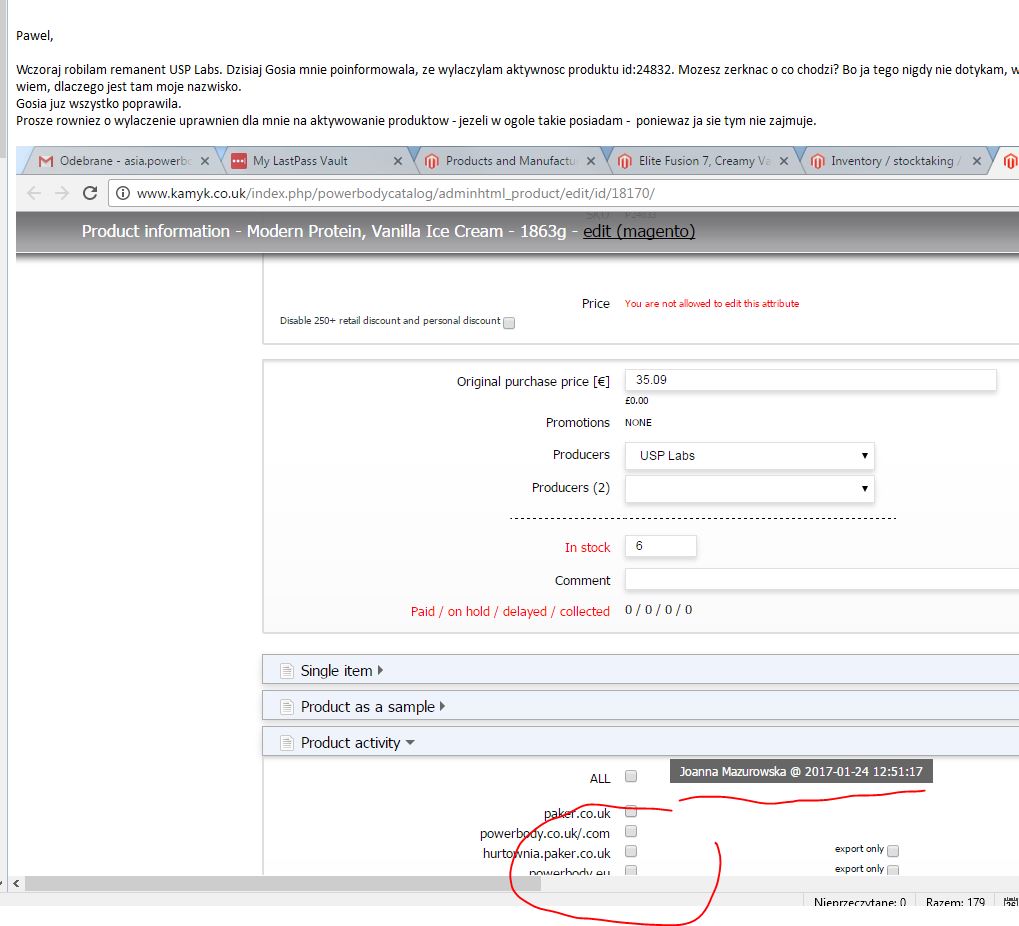 Pawel,
Wczoraj robilam remanent USP Labs. Dzisiaj Gosia mnie poinformowala, ze wylaczylam aktywnosc produktu id:24832. Mozesz zerknac o co chodzi? Bo ja tego nigdy nie dotykam,
wiem, dlaczego jest tam moje nazwisko.
Gosia juz wszystko poprawila.
Prosze rowniez o wylaczenie uprawnien dla mnie na aktywowanie produktow - jezeli w ogole takie posiadam - poniewaz ja sie tym nie zajmuje.
Odebrane - asia.powerbo My LastPass Vault Products and Manufactu Elite Fusion 7, Creamy Va Inventory / stocktaking /
www.kamyk.co.uk/index.php/powerbodycatalog/adminhtml_product/edit/id/18170/
SKU
Product information - Modern Protein, Vanilla Ice Cream - 1863g - edit (magento)
Price You are not allowed to edit this attribute
Disable 250+ retail discount and personal discount
Original purchase price [€] 35.09
£0.00
Promotions NONE
Producers USP Labs
Producers (2)
In stock 6
Comment
Paid / on hold / delayed / collected 0 / 0 / 0 / 0
Single item
Product as a sample
Product activity
ALL Joanna Mazurowska @ 2017-01-24 12:51:17
paker.co.uk
powerbody.co.uk/.com
hurtownia.paker.co.uk export only
powerbody.eu export only
Nieprzeczytane: 0 Razem: 179